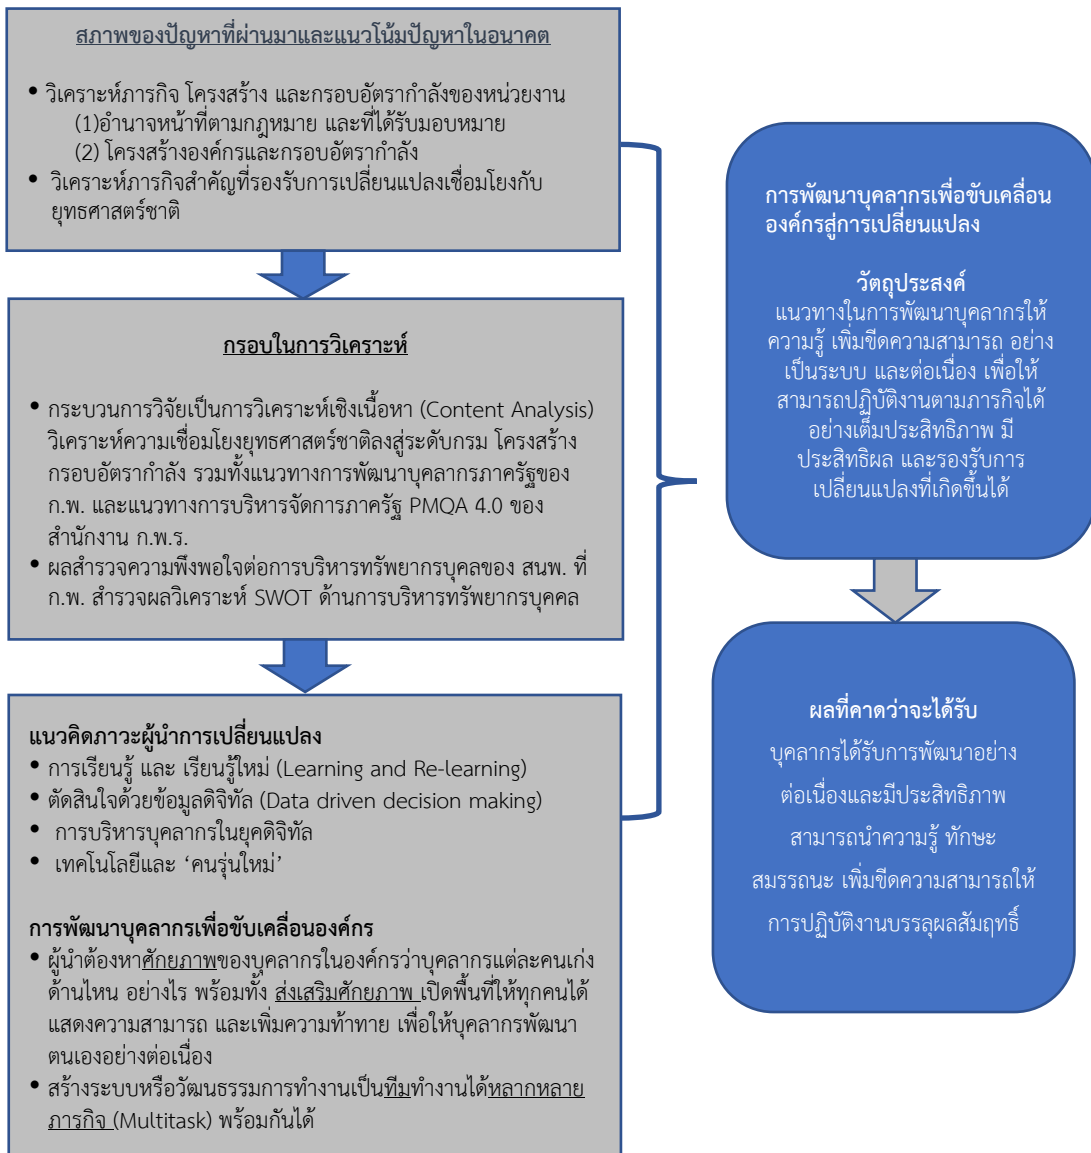 สภาพของปัญหาที่ผ่านมาและแนวโน้มปัญหาในอนาคต
• วิเคราะห์ภารกิจ โครงสร้าง และกรอบอัตรากำลังของหน่วยงาน
(1)อำนาจหน้าที่ตามกฎหมาย และที่ได้รับมอบหมาย
(2) โครงสร้างองค์กรและกรอบอัตรากำลัง
• วิเคราะห์ภารกิจสำคัญที่รองรับการเปลี่ยนแปลงเชื่อมโยงกับ
ยุทธศาสตร์ชาติ
กรอบในการวิเคราะห์
• กระบวนการวิจัยเป็นการวิเคราะห์เชิงเนื้อหา (Content Analysis)
วิเคราะห์ความเชื่อมโยงยุทธศาสตร์ชาติลงสู่ระดับกรม โครงสร้าง
กรอบอัตรากำลัง รวมทั้งแนวทางการพัฒนาบุคลากรภาครัฐของ
ก.พ. และแนวทางการบริหารจัดการภาครัฐ PMQA 4.0 ของ
สำนักงาน ก.พ.ร.
• ผลสำรวจความพึงพอใจต่อการบริหารทรัพยากรบุคลของ สนพ. ที่
ก.พ. สำรวจผลวิเคราะห์ SWOT ด้านการบริหารทรัพยากรบุคคล
แนวคิดภาวะผู้นำการเปลี่ยนแปลง
• การเรียนรู้ และ เรียนรู้ใหม่ (Learning and Re-learning)
• ตัดสินใจด้วยข้อมูลดิจิทัล (Data driven decision making)
• การบริหารบุคลากรในยุคดิจิทัล
• เทคโนโลยีและ ‘คนรุ่นใหม่’
การพัฒนาบุคลากรเพื่อขับเคลื่อนองค์กร
• ผู้นำต้องหาศักยภาพของบุคลากรในองค์กรว่าบุคลากรแต่ละคนเก่ง
ด้านไหน อย่างไร พร้อมทั้ง ส่งเสริมศักยภาพ เปิดพื้นที่ให้ทุกคนได้
แสดงความสามารถ และเพิ่มความท้าทาย เพื่อให้บุคลากรพัฒนา
ตนเองอย่างต่อเนื่อง
• สร้างระบบหรือวัฒนธรรมการทำงานเป็นทีมทำงานได้หลากหลาย
ภารกิจ (Multitask) พร้อมกันได้
การพัฒนาบุคลากรเพื่อขับเคลื่อน
องค์กรสู่การเปลี่ยนแปลง
วัตถุประสงค์
แนวทางในการพัฒนาบุคลากรให้
ความรู้ เพิ่มขีดความสามารถ อย่าง
เป็นระบบ และต่อเนื่อง เพื่อให้
สามารถปฏิบัติงานตามภารกิจได้
อย่างเต็มประสิทธิภาพ มี
ประสิทธิผล และรองรับการ
เปลี่ยนแปลงที่เกิดขึ้นได้
ผลที่คาดว่าจะได้รับ
บุคลากรได้รับการพัฒนาอย่าง
ต่อเนื่องและมีประสิทธิภาพ
สามารถนำความรู้ ทักษะ
สมรรถนะ เพิ่มขีดความสามารถให้
การปฏิบัติงานบรรลุผลสัมฤทธิ์